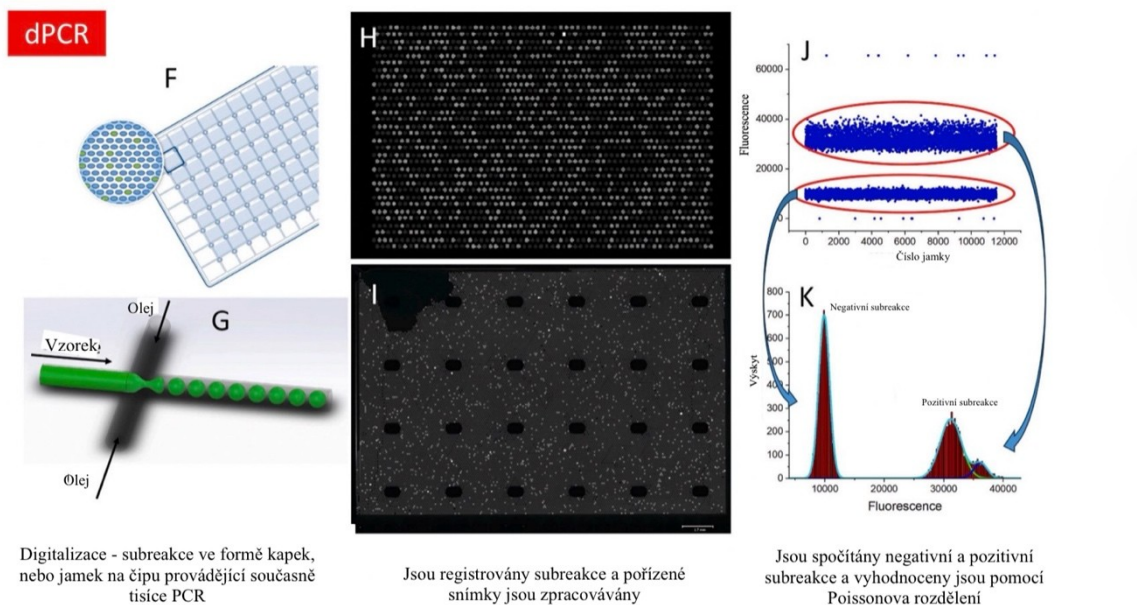 dPCR
F
G
Olej
Vzorek
Olej
Digitalizace - subreakce ve formě kapek,
nebo jamek na čipu provádějící současně
tisíce PCR
H
I
Jsou registrovány subreakce a pořízené
snímky jsou zpracovávány
J
Fluorescence
60000
40000
20000
0
0 2000 4000 6000 8000 10000 12000
Číslo jamky
K
Negativní subreakce
Pozitivní subreakce
Výskyt
800
700
600
500
400
300
200
100
0
10000 20000 30000 40000
Fluorescence
Jsou spočítány negativní a pozitivní
subreakce a vyhodnoceny jsou pomocí
Poissonova rozdělení